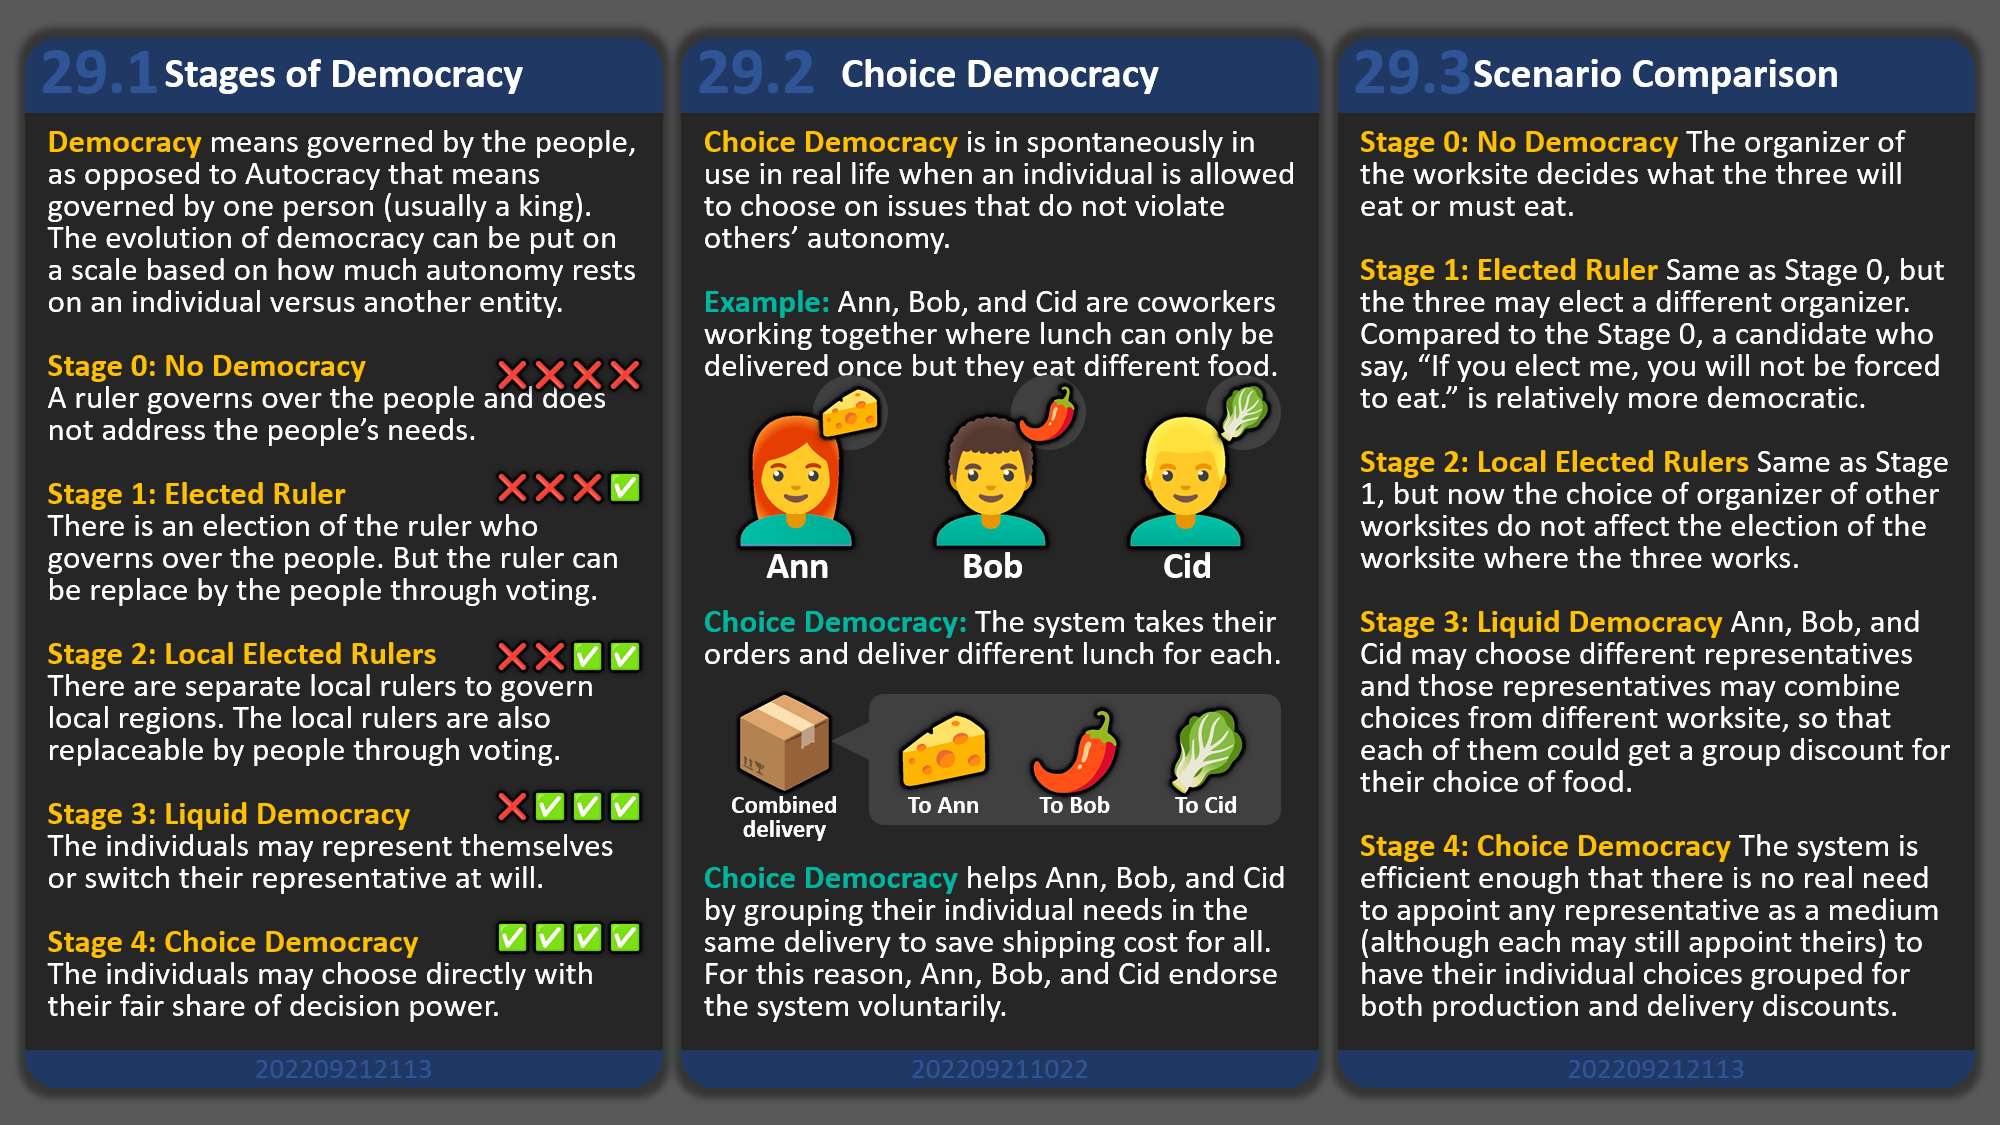 29.1 Stages of Democracy
Democracy means governed by the people,
as opposed to Autocracy that means
governed by one person (usually a king).
The evolution of democracy can be put on
a scale based on how much autonomy rests
on an individual versus another entity.
Stage 0: No Democracy
A ruler governs over the people and does
not address the people’s needs.
Stage 1: Elected Ruler
There is an election of the ruler who
governs over the people. But the ruler can
be replace by the people through voting.
Stage 2: Local Elected Rulers
There are separate local rulers to govern
local regions. The local rulers are also
replaceable by people through voting.
Stage 3: Liquid Democracy
The individuals may represent themselves
or switch their representative at will.
Stage 4: Choice Democracy
The individuals may choose directly with
their fair share of decision power.
202209212113
29.2 Choice Democracy
Choice Democracy is in spontaneously in
use in real life when an individual is allowed
to choose on issues that do not violate
others’ autonomy.
Example: Ann, Bob, and Cid are coworkers
working together where lunch can only be
delivered once but they eat different food.
Ann Bob Cid
Choice Democracy: The system takes their
orders and deliver different lunch for each.
Combined
delivery
To Ann To Bob To Cid
Choice Democracy helps Ann, Bob, and Cid
by grouping their individual needs in the
same delivery to save shipping cost for all.
For this reason, Ann, Bob, and Cid endorse
the system voluntarily.
202209211022
29.3 Scenario Comparison
Stage 0: No Democracy The organizer of
the worksite decides what the three will
eat or must eat.
Stage 1: Elected Ruler Same as Stage 0, but
the three may elect a different organizer.
Compared to the Stage 0, a candidate who
say, “If you elect me, you will not be forced
to eat.” is relatively more democratic.
Stage 2: Local Elected Rulers Same as Stage
1, but now the choice of organizer of other
worksites do not affect the election of the
worksite where the three works.
Stage 3: Liquid Democracy Ann, Bob, and
Cid may choose different representatives
and those representatives may combine
choices from different worksite, so that
each of them could get a group discount for
their choice of food.
Stage 4: Choice Democracy The system is
efficient enough that there is no real need
to appoint any representative as a medium
(although each may still appoint theirs) to
have their individual choices grouped for
both production and delivery discounts.
202209212113